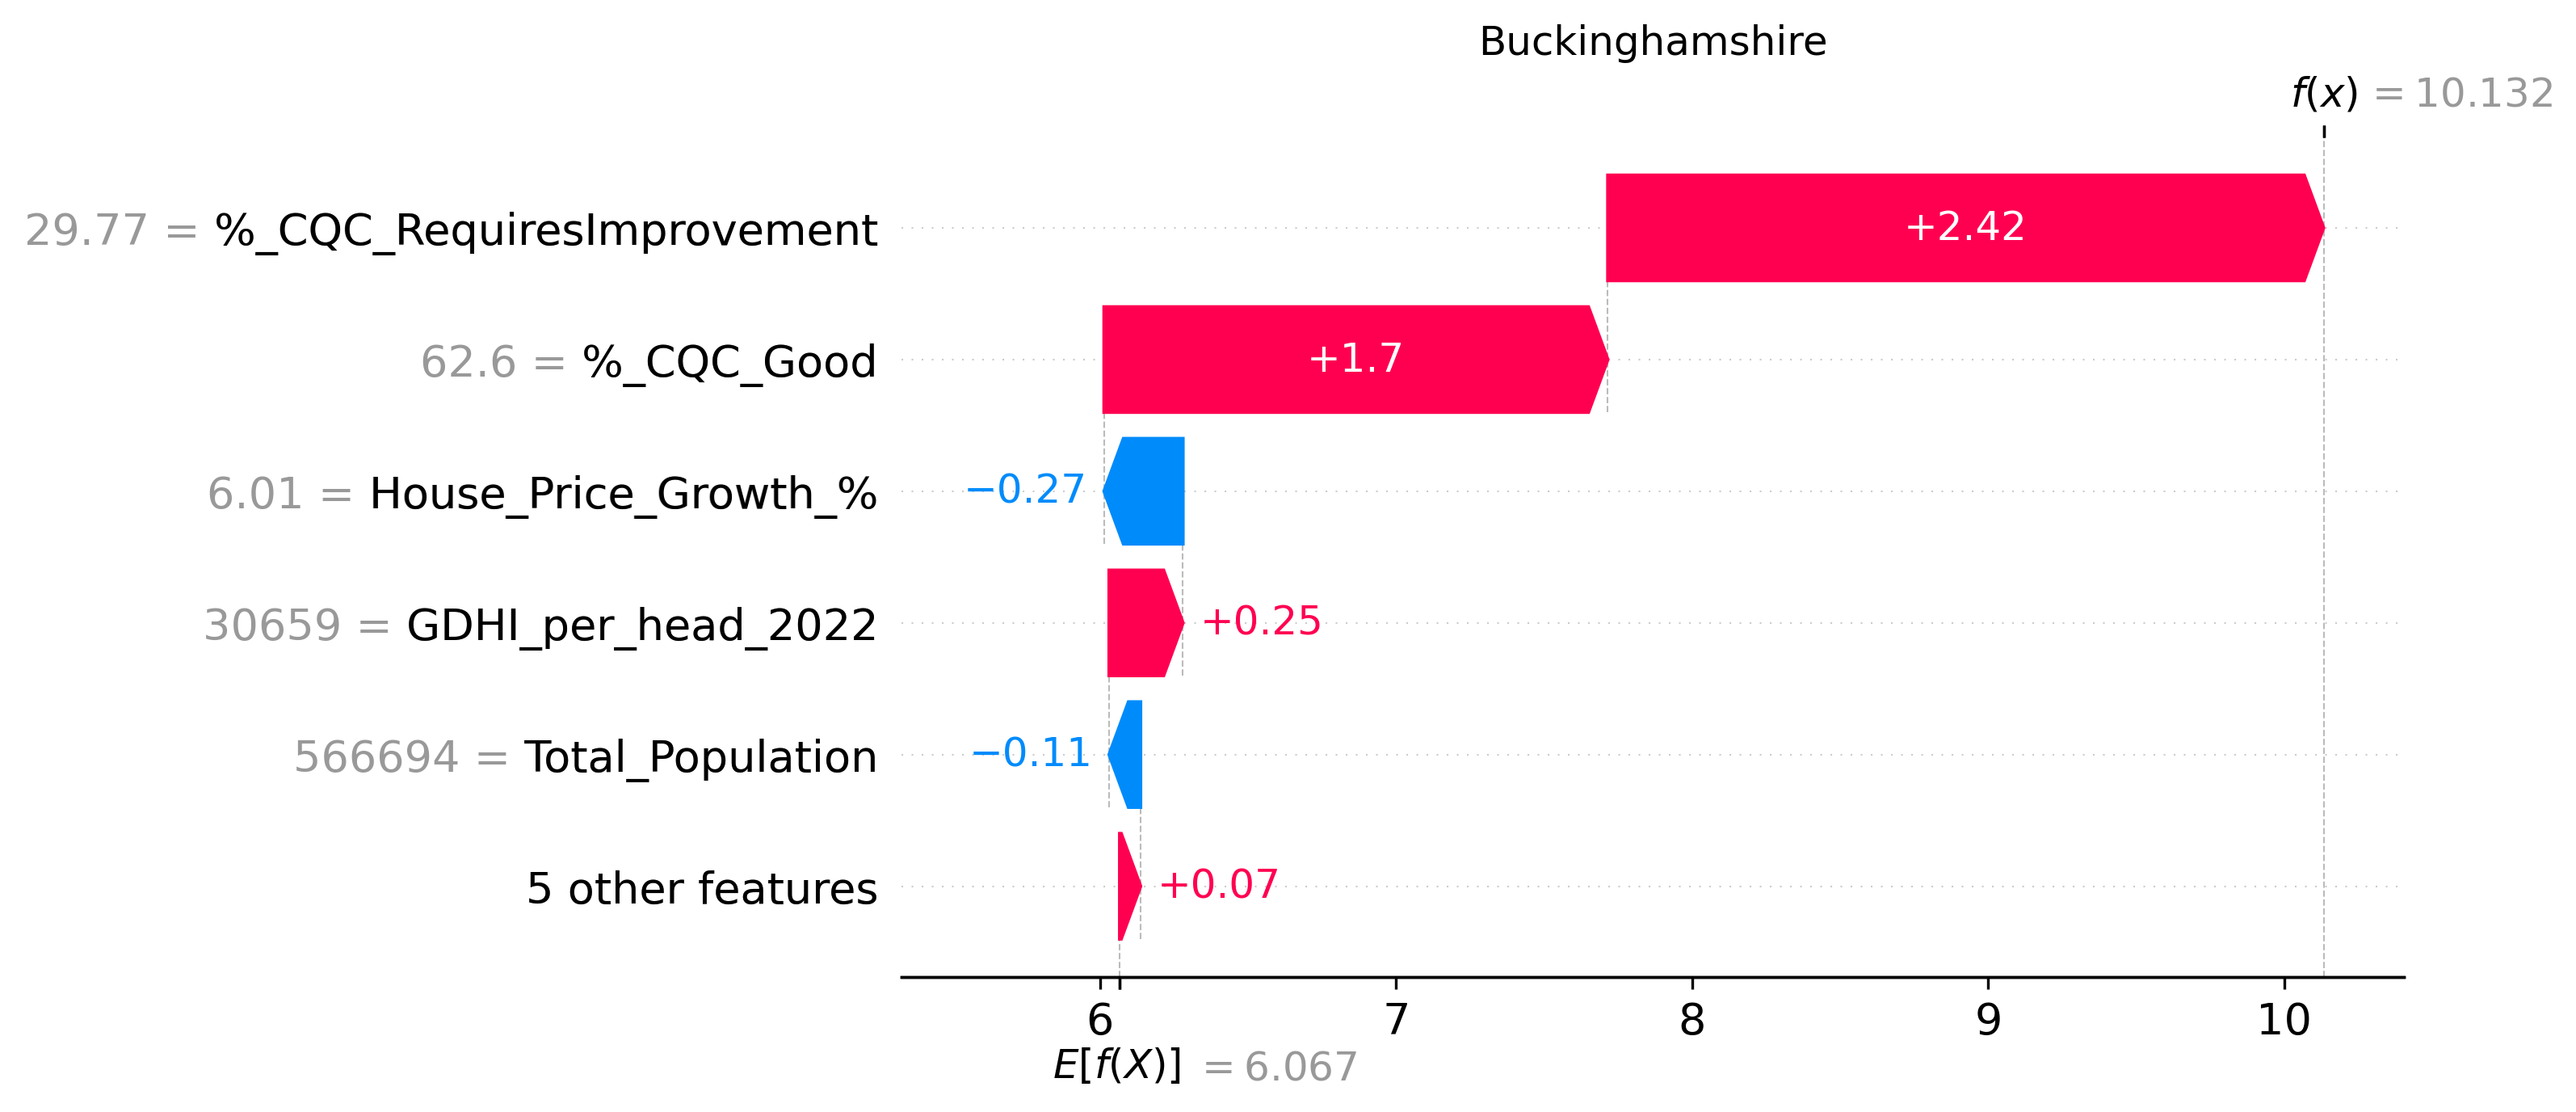 Buckinghamshire
f(x) = 10.132
29.77 = %_CQC_RequiresImprovement
+2.42
62.6 = %_CQC_Good
+1.7
6.01 = House_Price_Growth_%
−0.27
30659 = GDHI_per_head_2022
+0.25
566694 = Total_Population
−0.11
5 other features
+0.07
6 7 8 9 10
E[f(X)] = 6.067